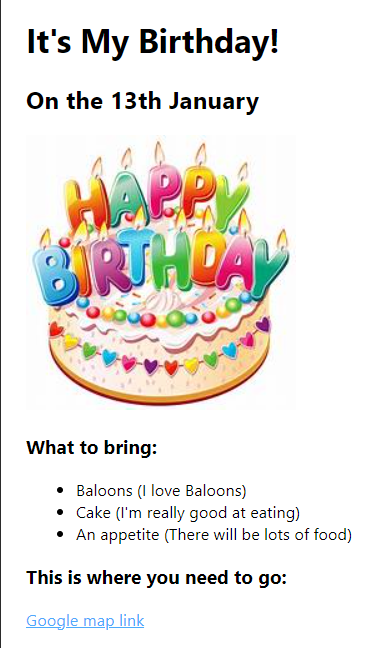 It's My Birthday!
On the 13th January
HAPPY
BIRTHDAY
What to bring:
Baloons (I love Baloons)
Cake (I'm really good at eating)
An appetite (There will be lots of food)
This is where you need to go:
Google map link